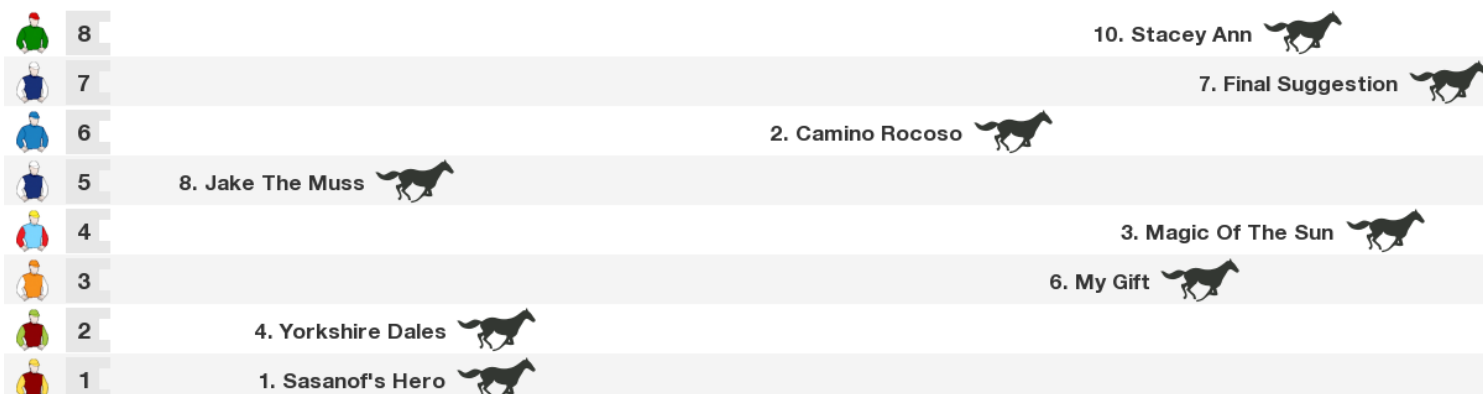 8 10. Stacey Ann
7 7. Final Suggestion
6 2. Camino Rocoso
5 8. Jake The Muss
4 3. Magic Of The Sun
3 6. My Gift
2 4. Yorkshire Dales
1 1. Sasanof's Hero